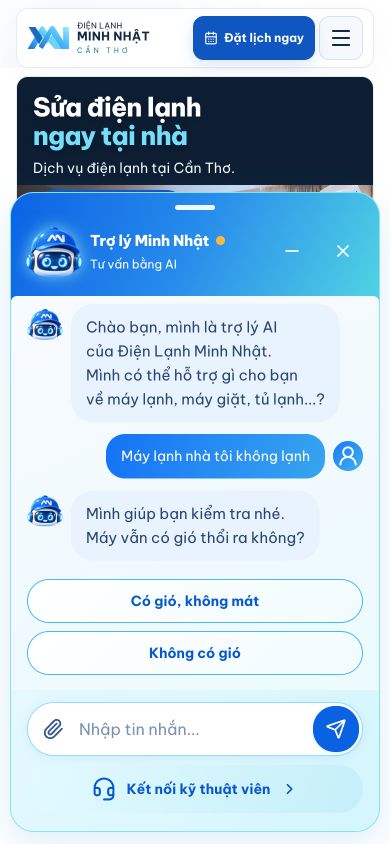 ĐIỆN LẠNH
MINH NHẬT
CẦN THƠ
Đặt lịch ngay
Sửa điện lạnh
ngay tại nhà
Dịch vụ điện lạnh tại Cần Thơ.
Trợ lý Minh Nhật
Tư vấn bằng AI
Chào bạn, mình là trợ lý AI
của Điện Lạnh Minh Nhật.
Mình có thể hỗ trợ gì cho bạn
về máy lạnh, máy giặt, tủ lạnh...?
Máy lạnh nhà tôi không lạnh
Mình giúp bạn kiểm tra nhé.
Máy vẫn có gió thổi ra không?
Có gió, không mát
Không có gió
Nhập tin nhắn...
Kết nối kỹ thuật viên